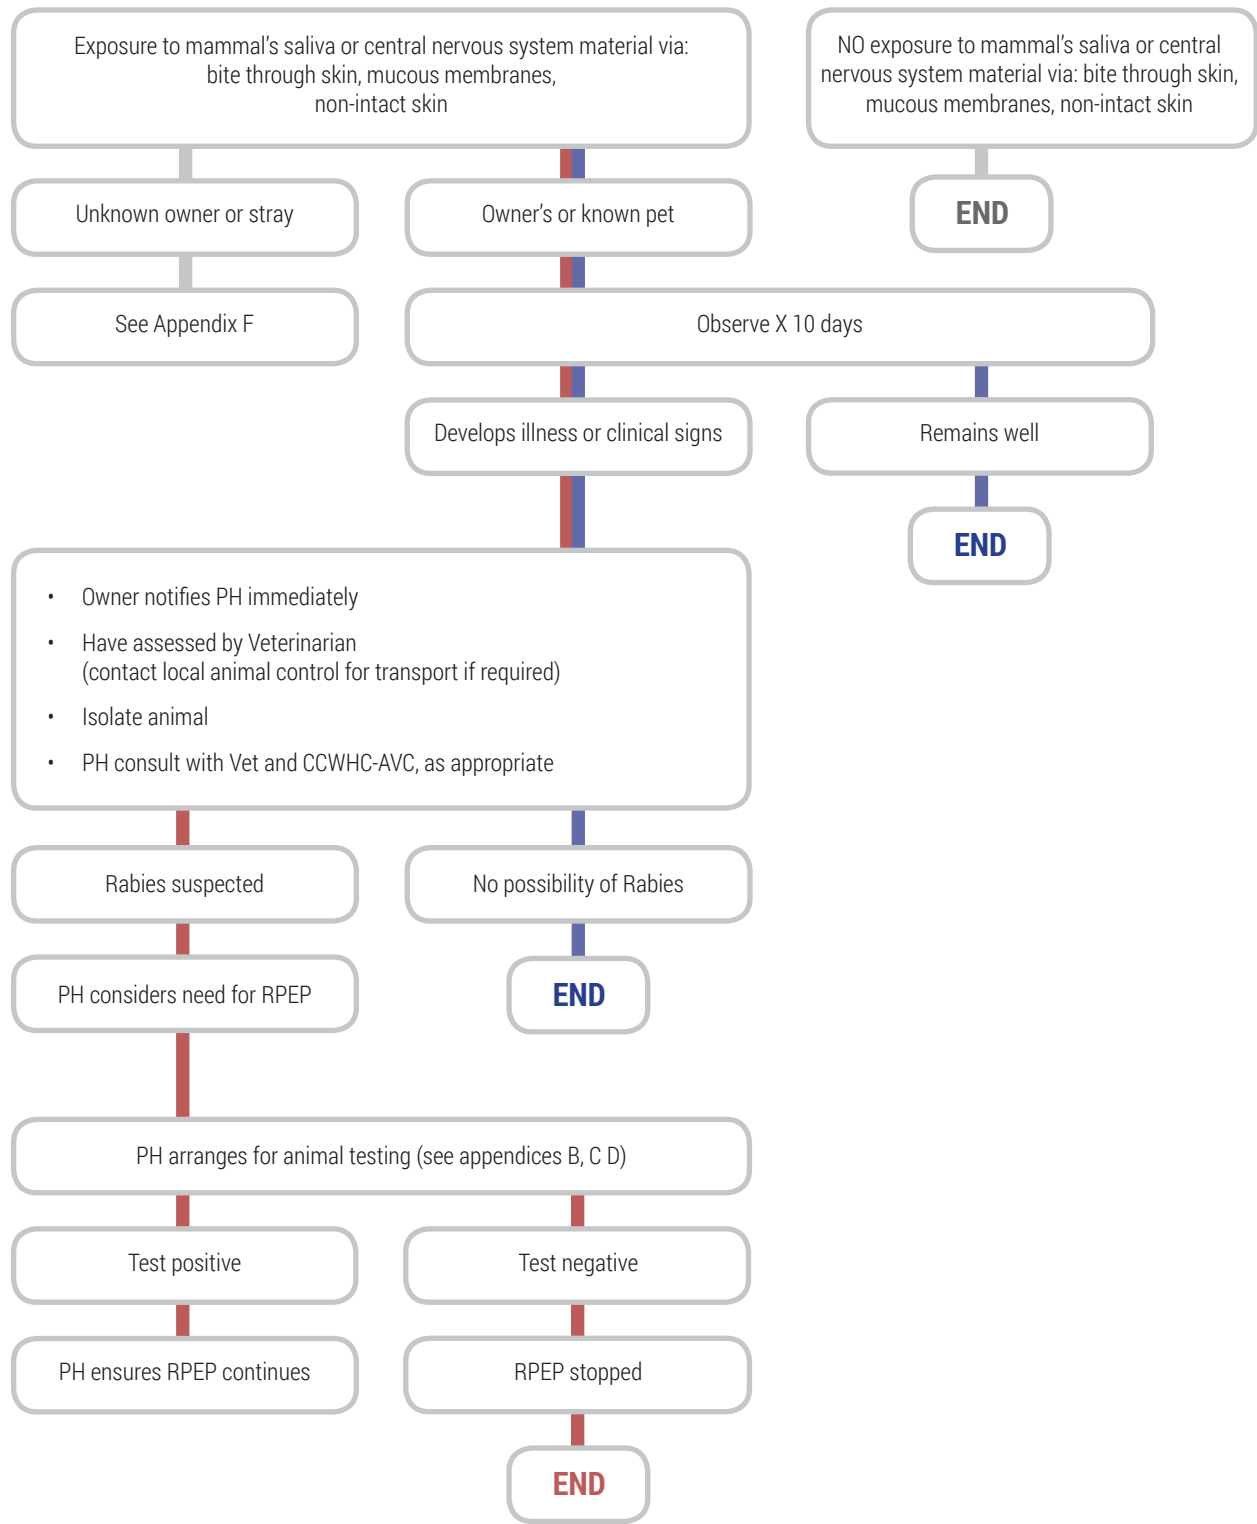 Exposure to mammal's saliva or central nervous system material via:
bite through skin, mucous membranes,
non-intact skin
NO exposure to mammal's saliva or central
nervous system material via: bite through skin,
mucous membranes, non-intact skin
Unknown owner or stray
Owner's or known pet
END
See Appendix F
Observe X 10 days
Develops illness or clinical signs
Remains well
END
• Owner notifies PH immediately
• Have assessed by Veterinarian
(contact local animal control for transport if required)
• Isolate animal
• PH consult with Vet and CCWHC-AVC, as appropriate
Rabies suspected
No possibility of Rabies
PH considers need for RPEP
END
PH arranges for animal testing (see appendices B, C D)
Test positive
Test negative
PH ensures RPEP continues
RPEP stopped
END